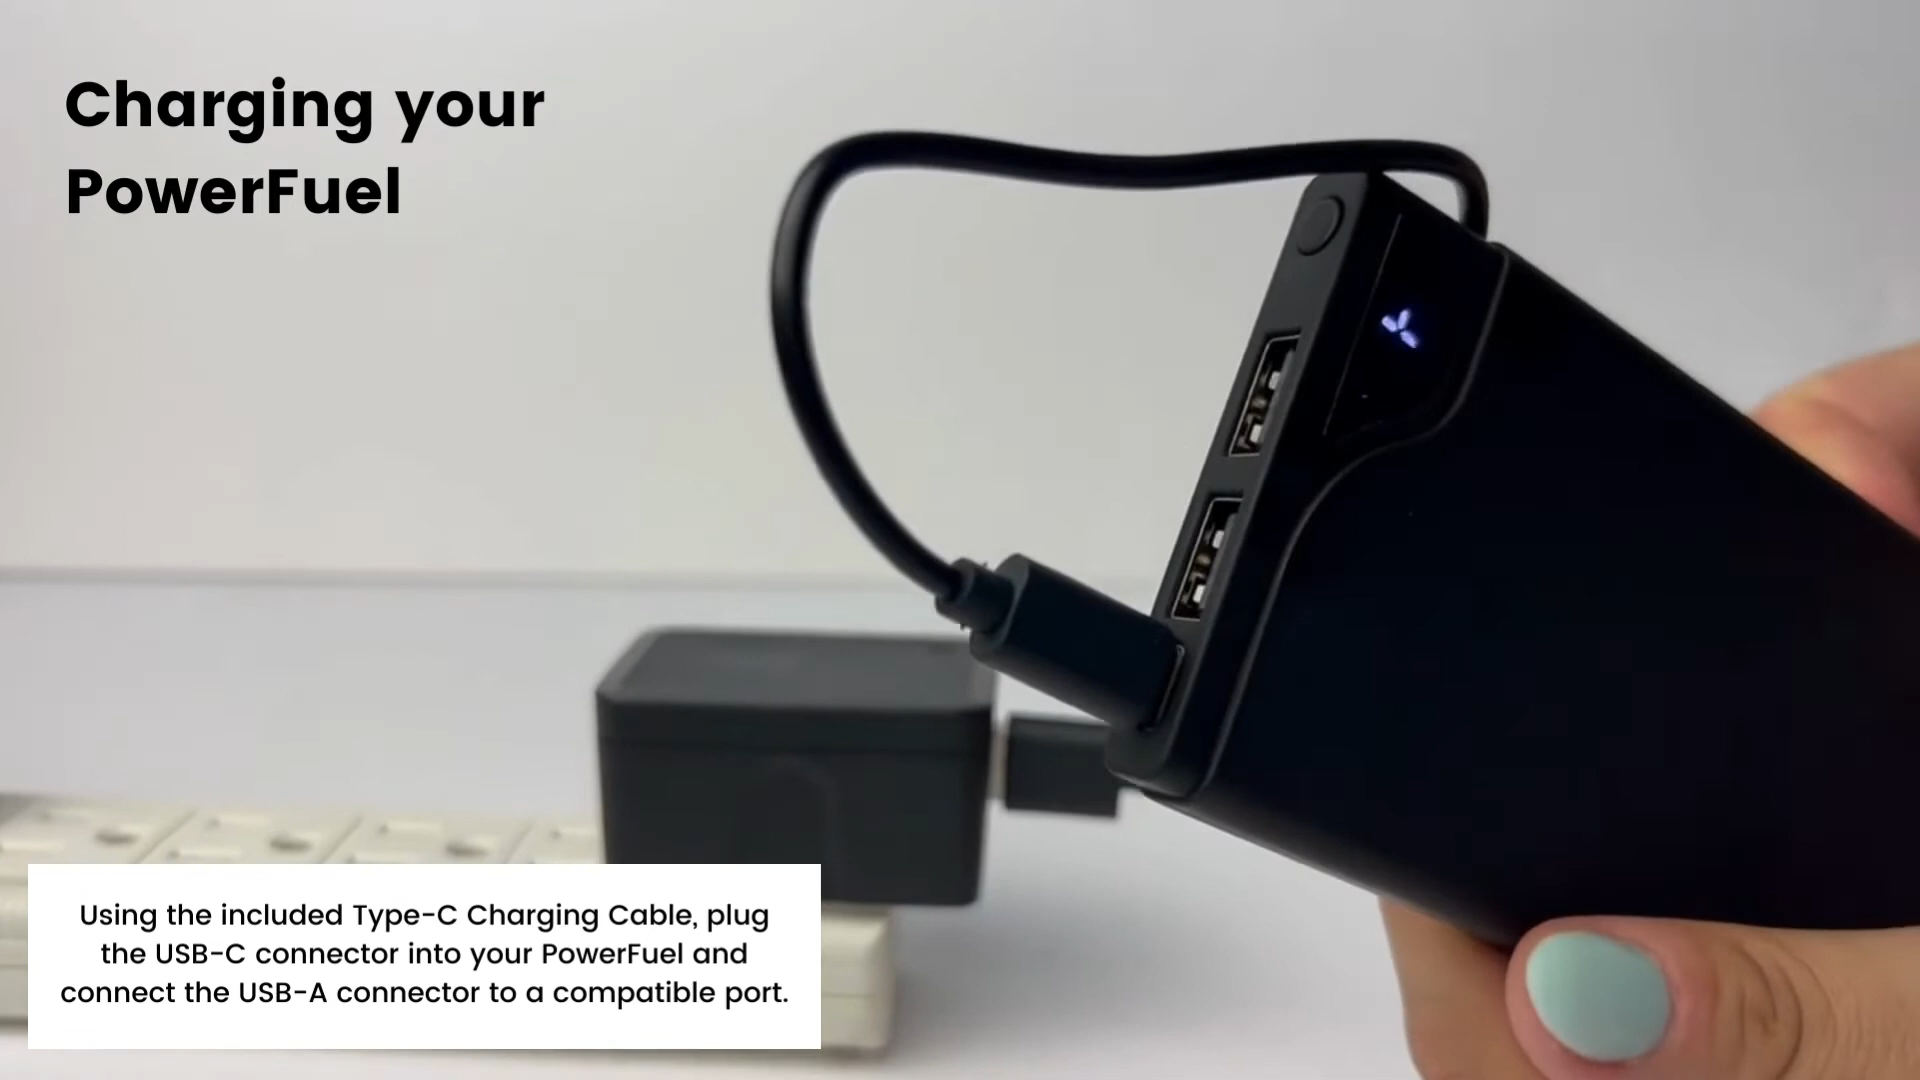 Charging your
PowerFuel
Using the included Type-C Charging Cable, plug
the USB-C connector into your PowerFuel and
connect the USB-A connector to a compatible port.